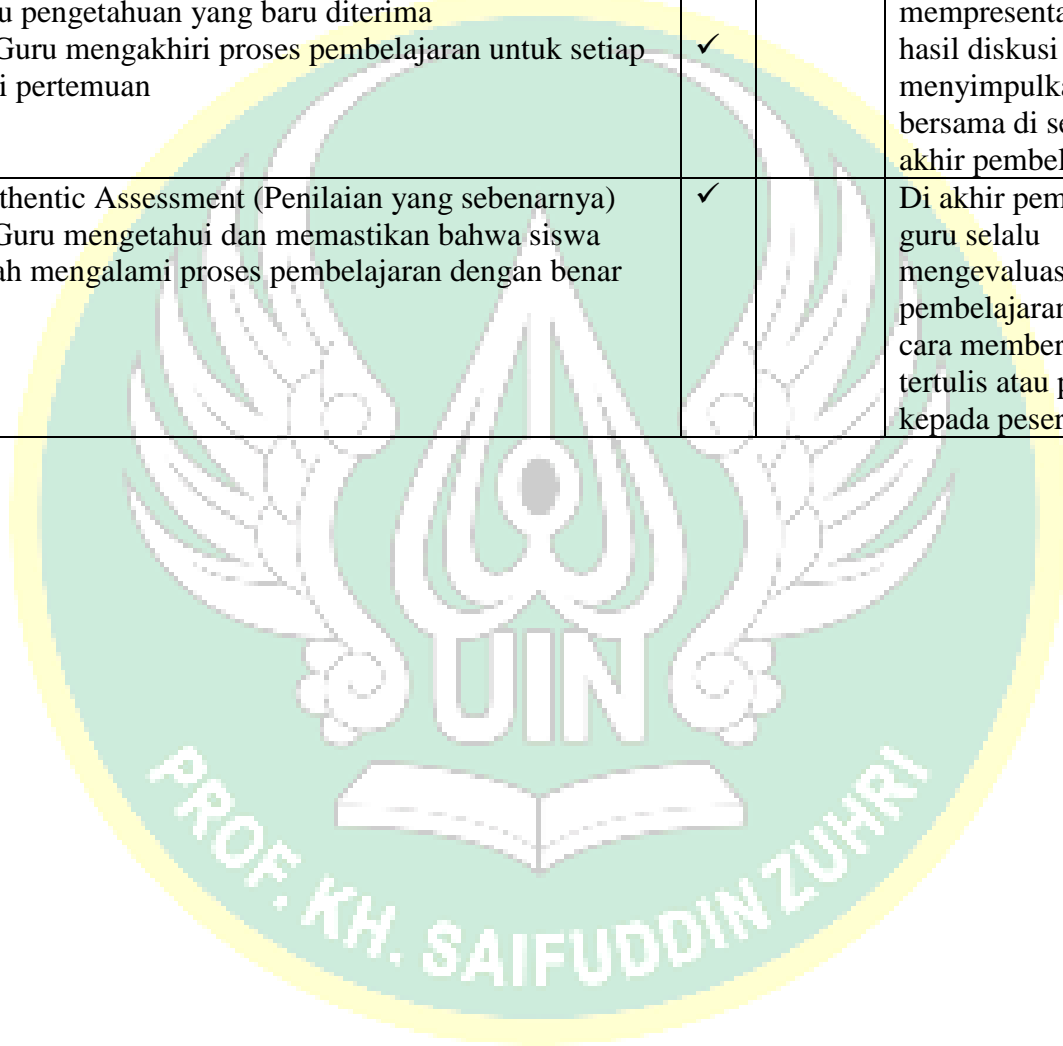 u pengetahuan yang baru diterima
Guru mengakhiri proses pembelajaran untuk setiap ✓
i pertemuan
mempresenta
hasil diskusi
menyimpulka
bersama di se
akhir pembel
thentic Assessment (Penilaian yang sebenarnya) ✓
Guru mengetahui dan memastikan bahwa siswa
ah mengalami proses pembelajaran dengan benar
Di akhir pem
guru selalu
mengevaluas
pembelajaran
cara member
tertulis atau p
kepada peser
UIN
PROF. KH. SAIFUDDIN ZUHRI